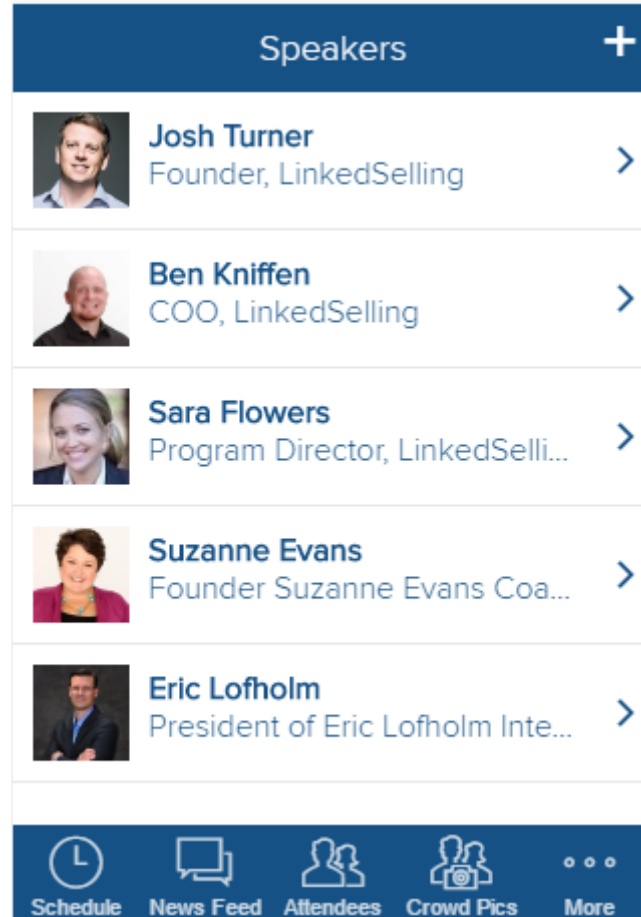 Speakers +
Josh Turner
Founder, LinkedSelling
Ben Kniffen
COO, LinkedSelling
Sara Flowers
Program Director, LinkedSelli...
Suzanne Evans
Founder Suzanne Evans Coa...
Eric Lofholm
President of Eric Lofholm Inte...
Schedule News Feed Attendees Crowd Pics More